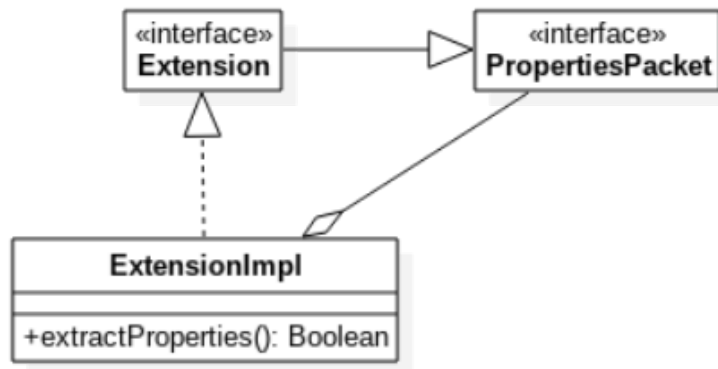 «interface»
Extension
«interface»
PropertiesPacket
ExtensionImpl
+extractProperties(): Boolean